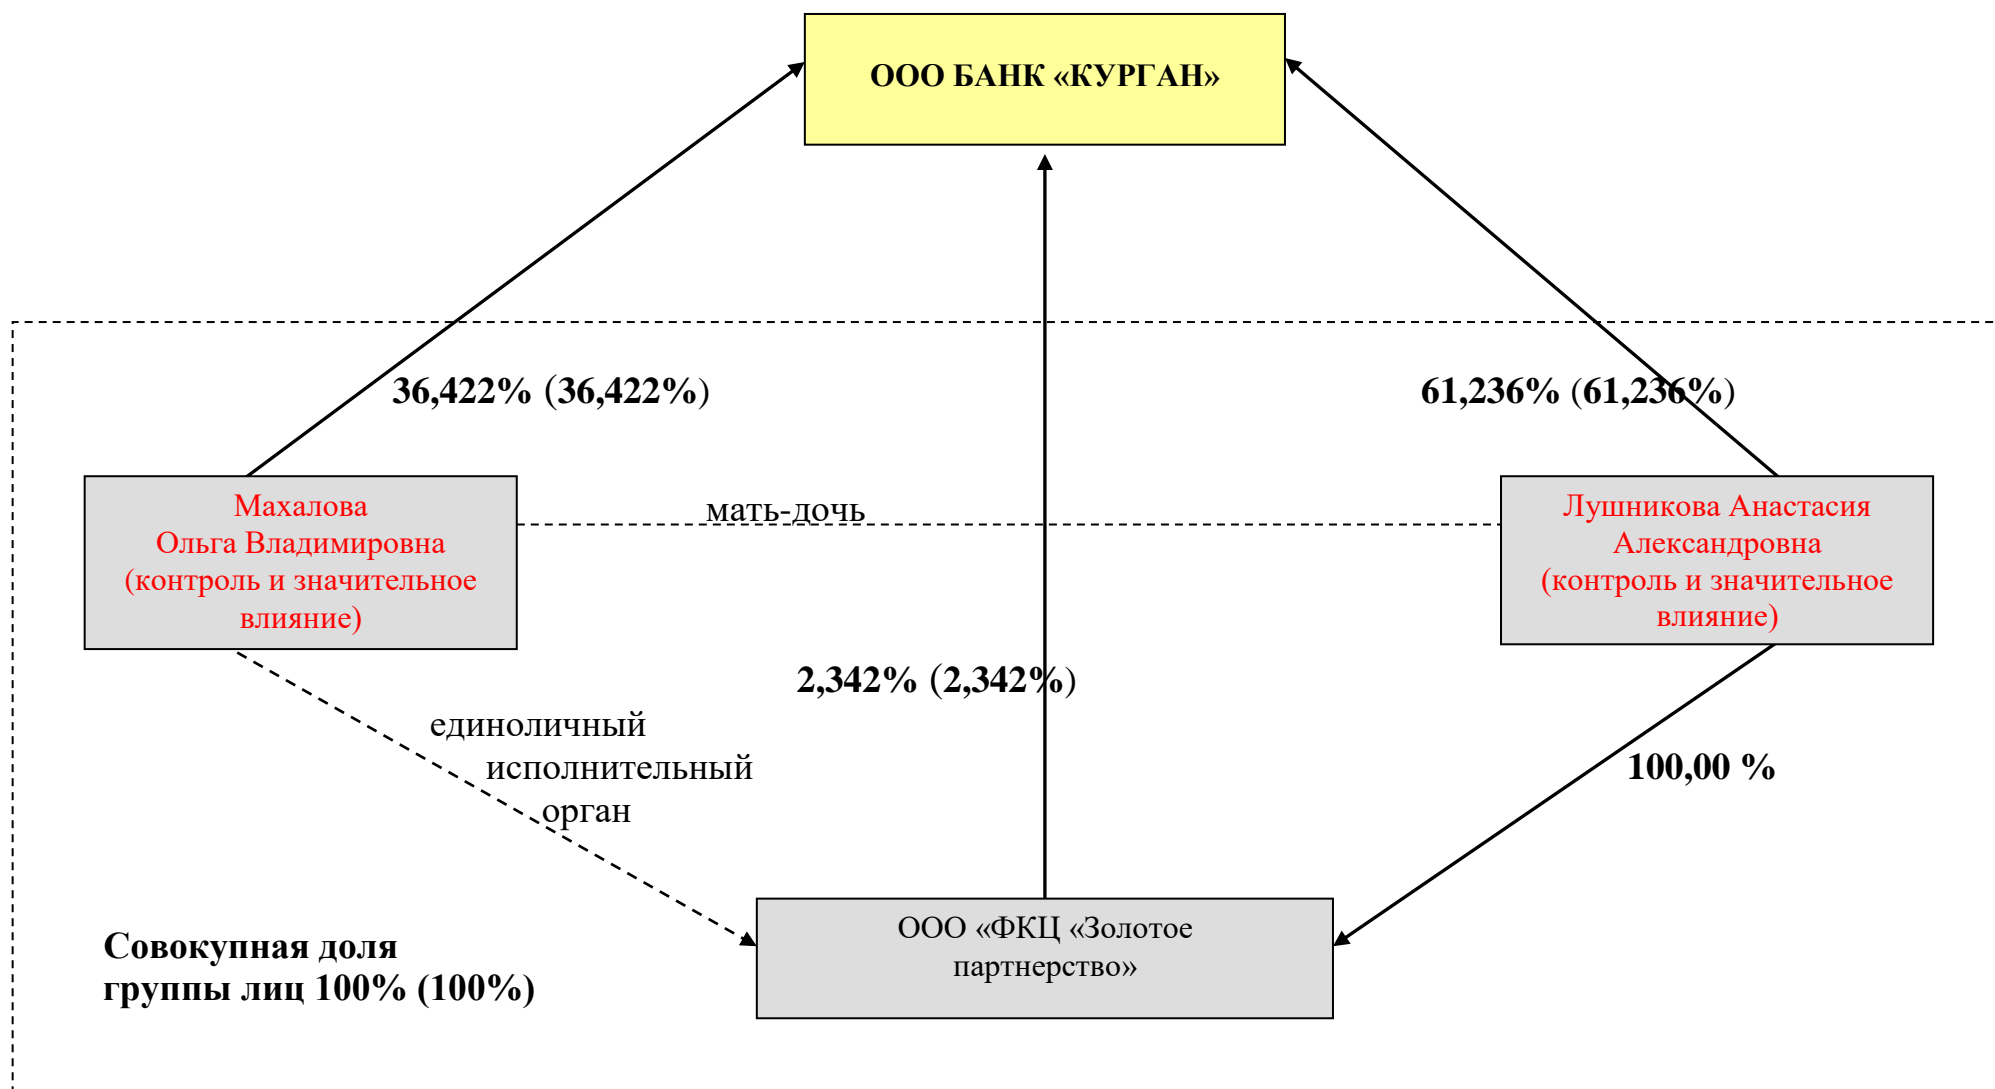 ООО БАНК «КУРГАН»
36,422% (36,422%)
61,236% (61,236%)
Махалова
Ольга Владимировна
(контроль и значительное
влияние)
мать-дочь
Лушникова Анастасия
Александровна
(контроль и значительное
влияние)
2,342% (2,342%)
единоличный
исполнительный
орган
100,00 %
ООО «ФКЦ «Золотое
партнерство»
Совокупная доля
группы лиц 100% (100%)